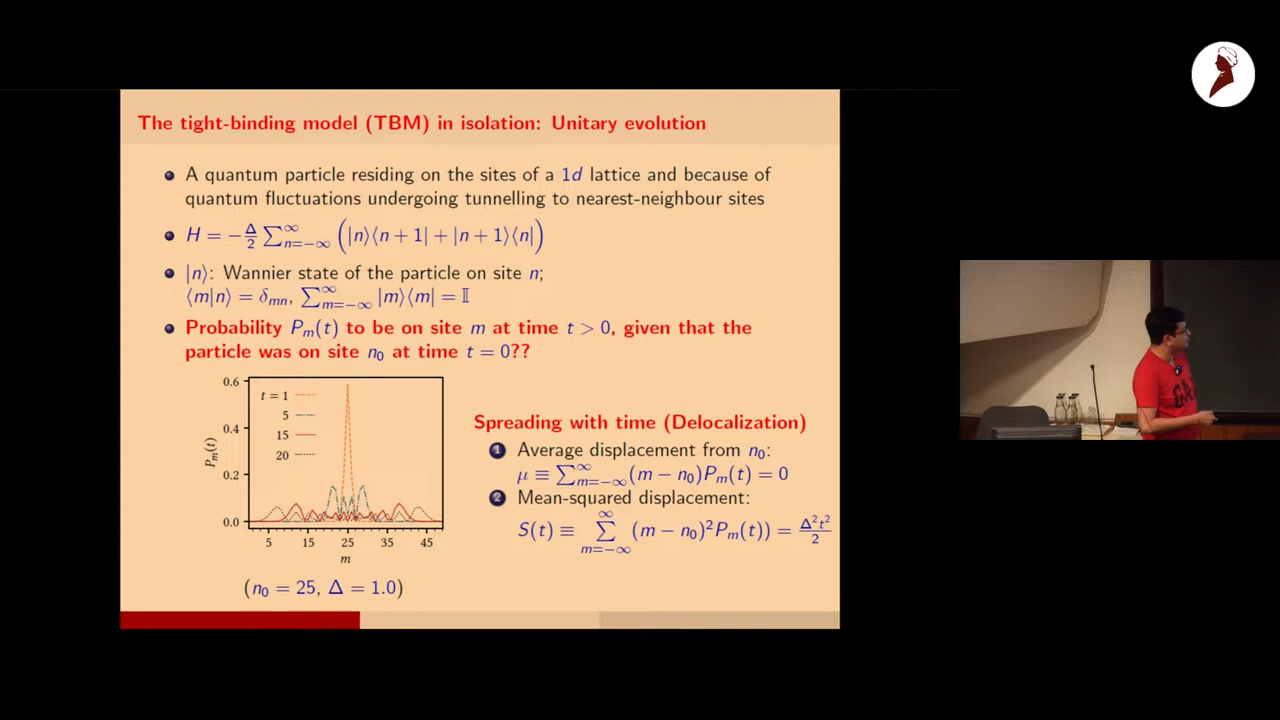 The tight-binding model (TBM) in isolation: Unitary evolution
A quantum particle residing on the sites of a 1d lattice and because of
quantum fluctuations undergoing tunnelling to nearest-neighbour sites
H = −Δ/2 ∑_{n=−∞}^{∞} (|n⟩⟨n + 1| + |n + 1⟩⟨n|)
|n⟩: Wannier state of the particle on site n;
⟨m|n⟩ = δ_{mn}, ∑_{m=−∞}^{∞} |m⟩⟨m| = 𝕀
Probability P_m(t) to be on site m at time t > 0, given that the
particle was on site n_0 at time t = 0??
0.6
0.4
0.2
0.0
P_m(t)
t = 1
5
15
20
5 15 25 35 45
m
(n_0 = 25, Δ = 1.0)
Spreading with time (Delocalization)
1 Average displacement from n_0:
μ ≡ ∑_{m=−∞}^{∞} (m − n_0)P_m(t) = 0
2 Mean-squared displacement:
S(t) ≡ ∑_{m=−∞}^{∞} (m − n_0)^2 P_m(t)) = Δ^2t^2/2